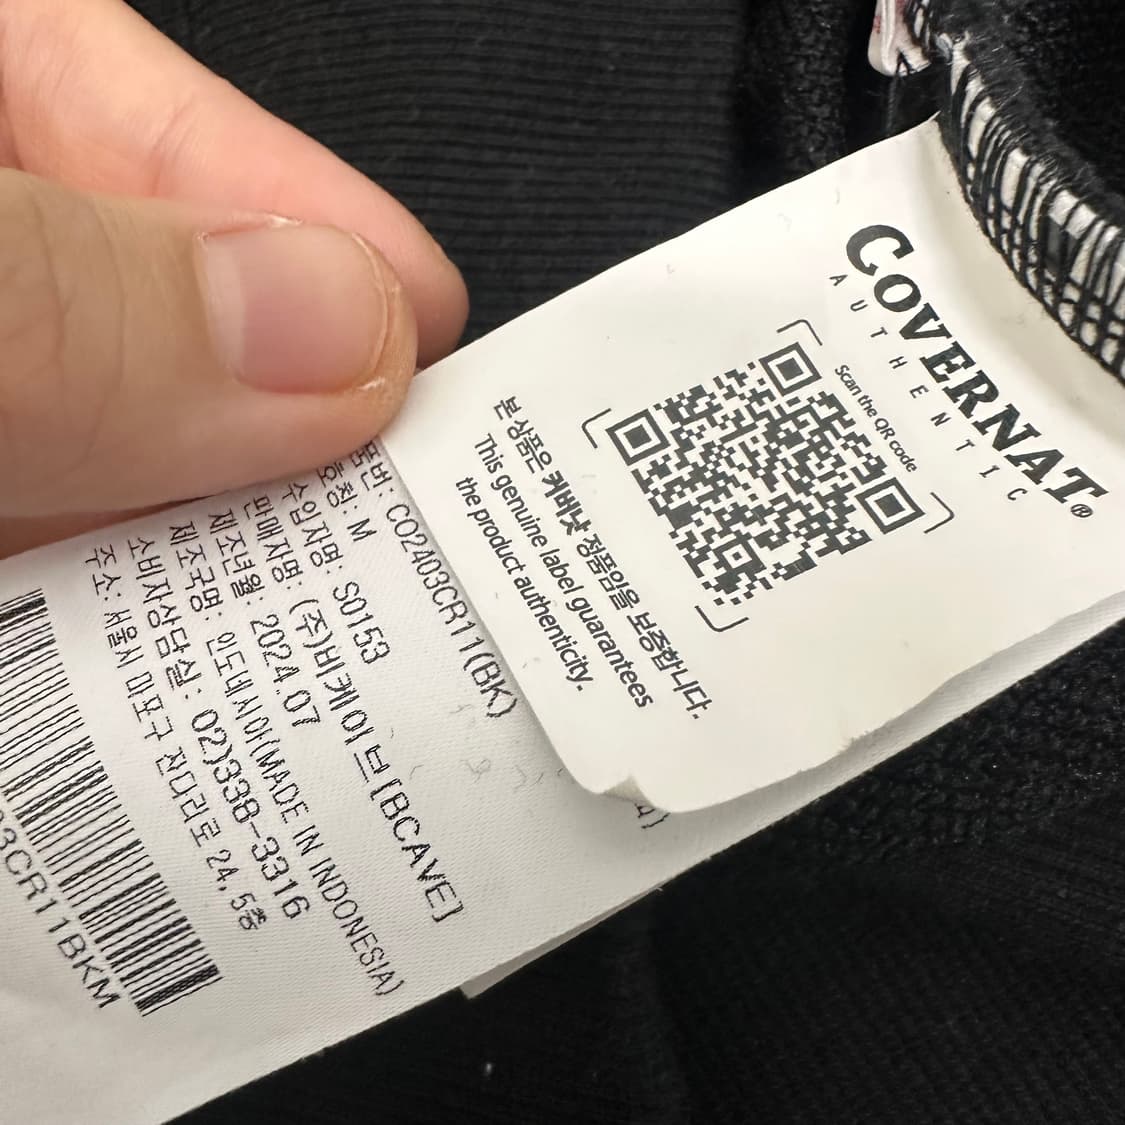 COVERNAT®
AUTHENTIC
Scan the QR code
본 상품은 커버낫 정품임을 보증합니다.
This genuine label guarantees
the product authenticity.
품번: CO2403CR11(BK)
호칭: M
수입자명: S0153
판매자명: (주)비케이브[BCAVE]
제조년월: 2024.07
제조국명: 인도네시아(MADE IN INDONESIA)
소비자상담실: 02)338-3316
주소: 서울시 마포구 잔다리로 24,5층
3CR11BKM